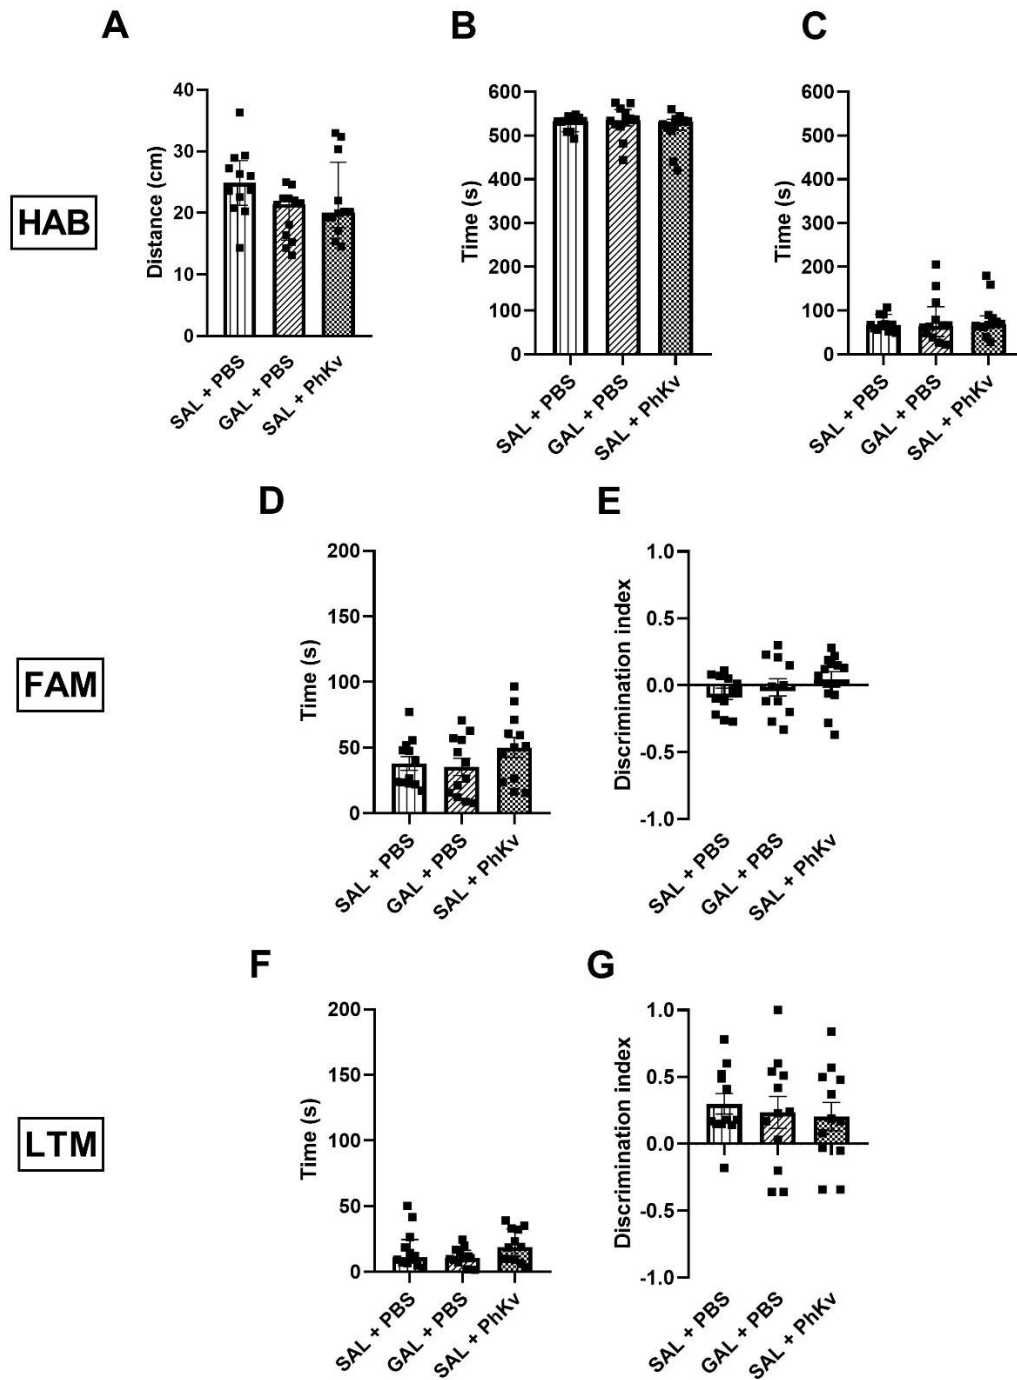 A
B
C
HAB
Distance (cm)
40
30
20
10
0
SAL + PBS
GAL + PBS
SAL + PhKv
Time (s)
600
500
400
300
200
100
0
SAL + PBS
GAL + PBS
SAL + PhKv
Time (s)
600
500
400
300
200
100
0
SAL + PBS
GAL + PBS
SAL + PhKv
D
E
FAM
Time (s)
200
150
100
50
0
SAL + PBS
GAL + PBS
SAL + PhKv
Discrimination index
1.0
0.5
0.0
-0.5
-1.0
SAL + PBS
GAL + PBS
SAL + PhKv
F
G
LTM
Time (s)
200
150
100
50
0
SAL + PBS
GAL + PBS
SAL + PhKv
Discrimination index
1.0
0.5
0.0
-0.5
-1.0
SAL + PBS
GAL + PBS
SAL + PhKv